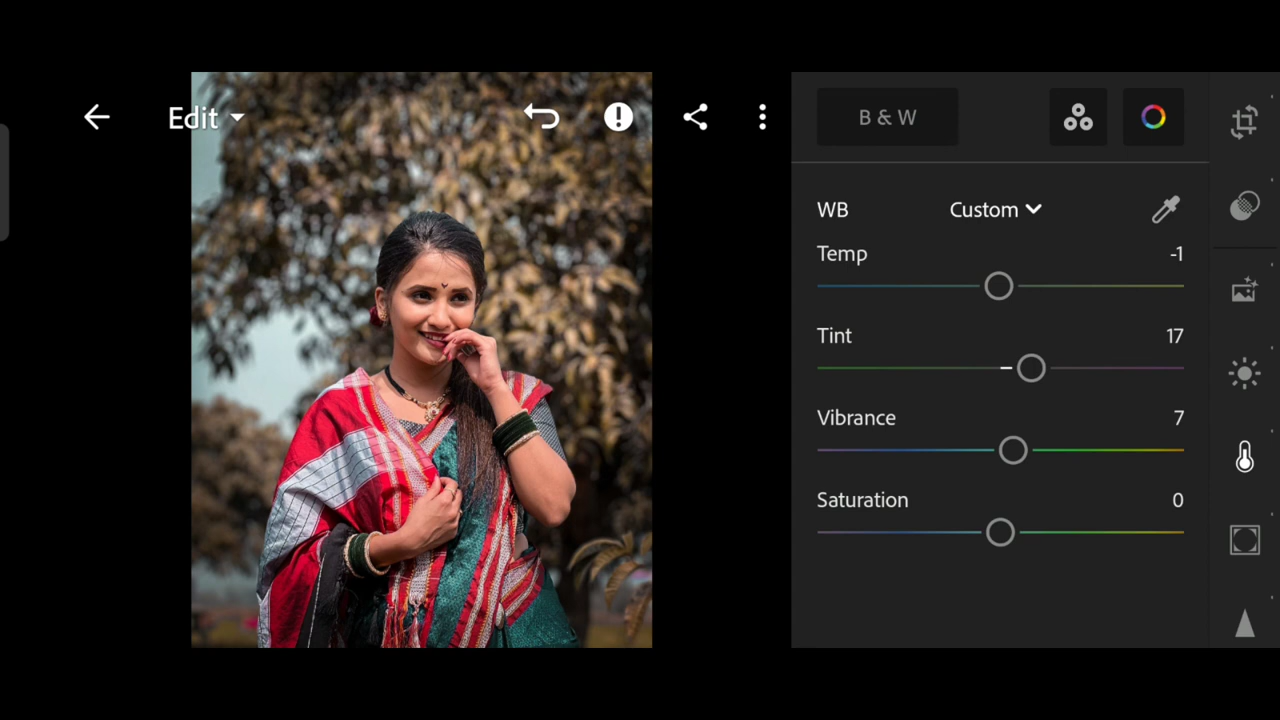 Edit
B & W
WB Custom
Temp -1
Tint 17
Vibrance 7
Saturation 0